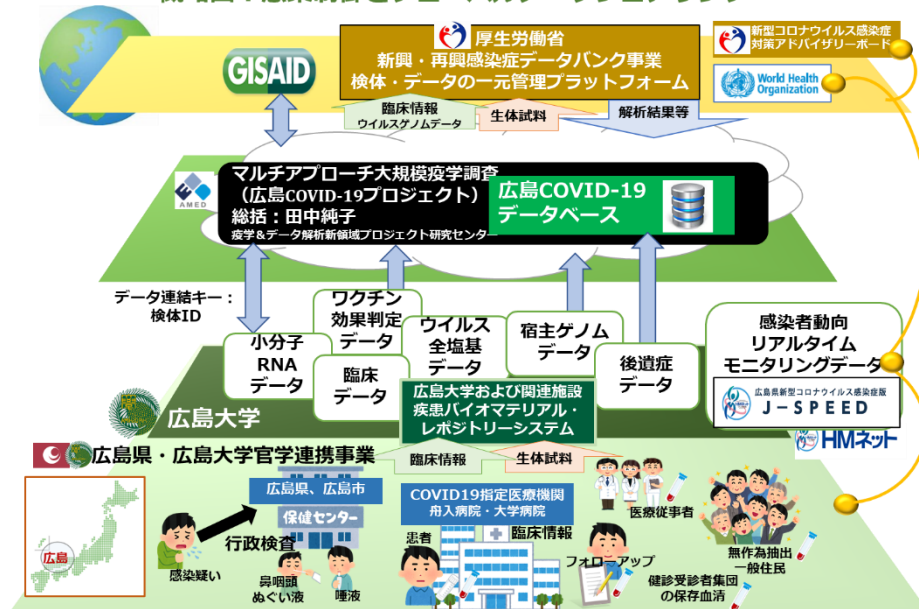 GISAID
厚生労働省
新興・再興感染症データバンク事業
検体・データの一元管理プラットフォーム
新型コロナウイルス感染症
対策アドバイザリーボード
World Health
Organization
臨床情報
ウイルスゲノムデータ
生体試料
解析結果等
AMED
マルチアプローチ大規模疫学調査
（広島COVID-19プロジェクト）
総括：田中純子
疫学&データ解析新領域プロジェクト研究センター
広島COVID-19
データベース
データ連結キー：
検体ID
小分子
RNA
データ
ワクチン
効果判定
データ
臨床
データ
ウイルス
全塩基
データ
宿主ゲノム
データ
後遺症
データ
感染者動向
リアルタイム
モニタリングデータ
広島県新型コロナウイルス感染症版
J-SPEED
HMネット
広島大学
広島大学および関連施設
疾患バイオマテリアル・
レポジトリーシステム
広島県・広島大学官学連携事業
臨床情報
生体試料
広島
感染疑い
広島県、広島市
保健センター
行政検査
鼻咽頭
ぬぐい液
唾液
COVID19指定医療機関
舟入病院・大学病院
患者
臨床情報
フォローアップ
医療従事者
無作為抽出
一般住民
健診受診者集団
の保存血清